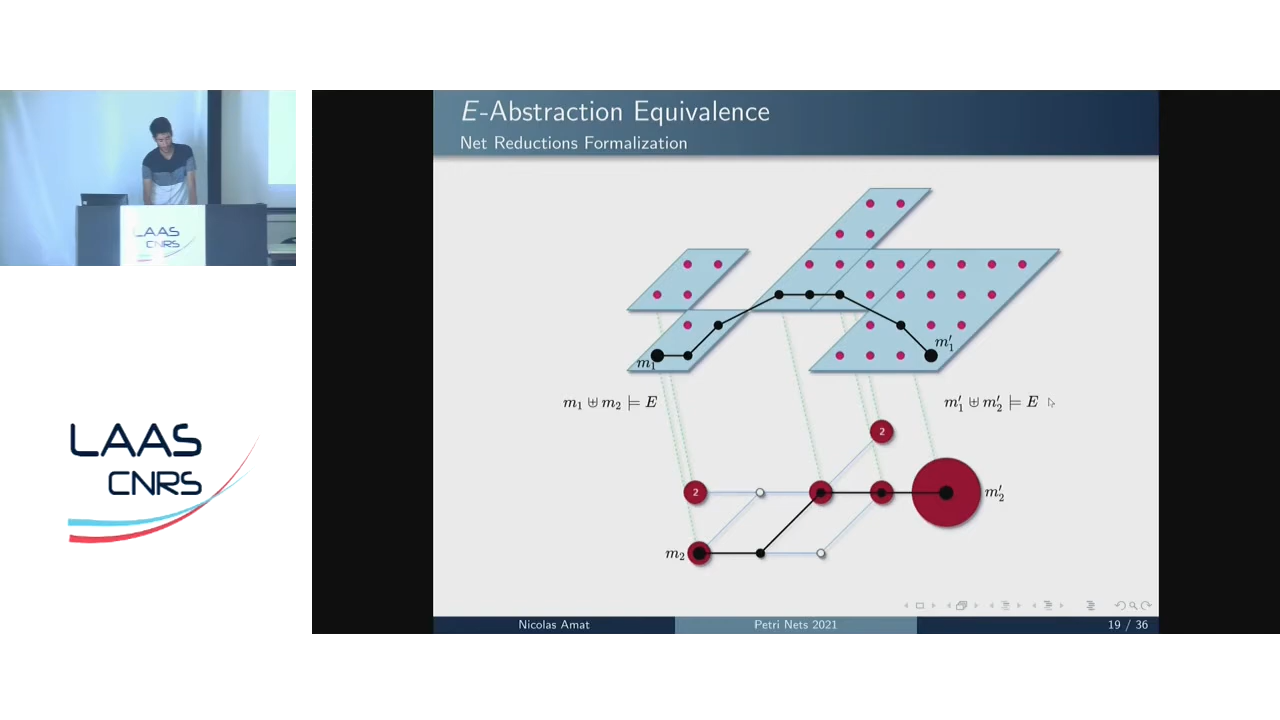 E-Abstraction Equivalence
Net Reductions Formalization
LAAS
CNRS
m₁
m′₁
m₁ ⊎ m₂ ⊨ E
m′₁ ⊎ m′₂ ⊨ E
2
2
m′₂
m₂
LAAS
CNRS
Nicolas Amat
Petri Nets 2021
19 / 36